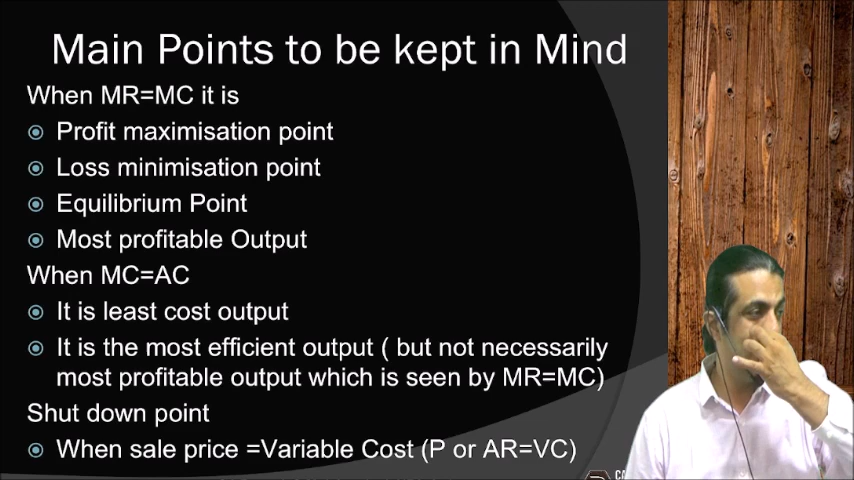 Main Points to be kept in Mind
When MR=MC it is
Profit maximisation point
Loss minimisation point
Equilibrium Point
Most profitable Output
When MC=AC
It is least cost output
It is the most efficient output ( but not necessarily
most profitable output which is seen by MR=MC)
Shut down point
When sale price =Variable Cost (P or AR=VC)